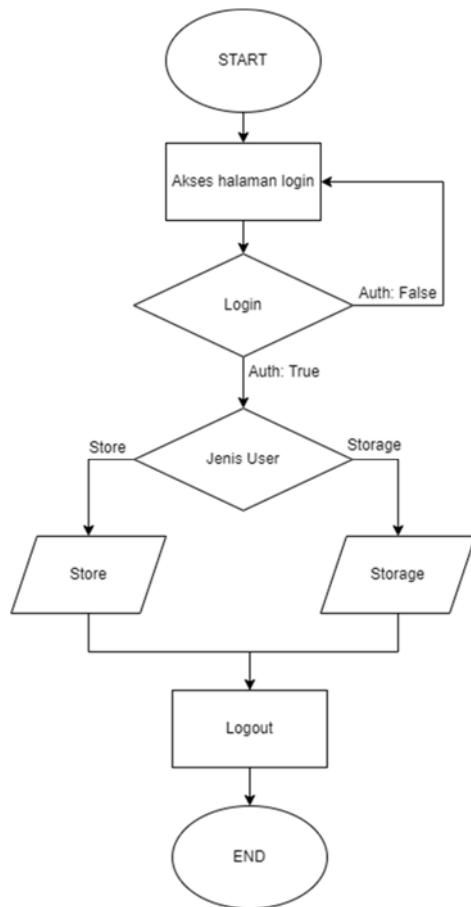 START
Akses halaman login
Login
Auth: False
Auth: True
Jenis User
Store
Storage
Store
Storage
Logout
END